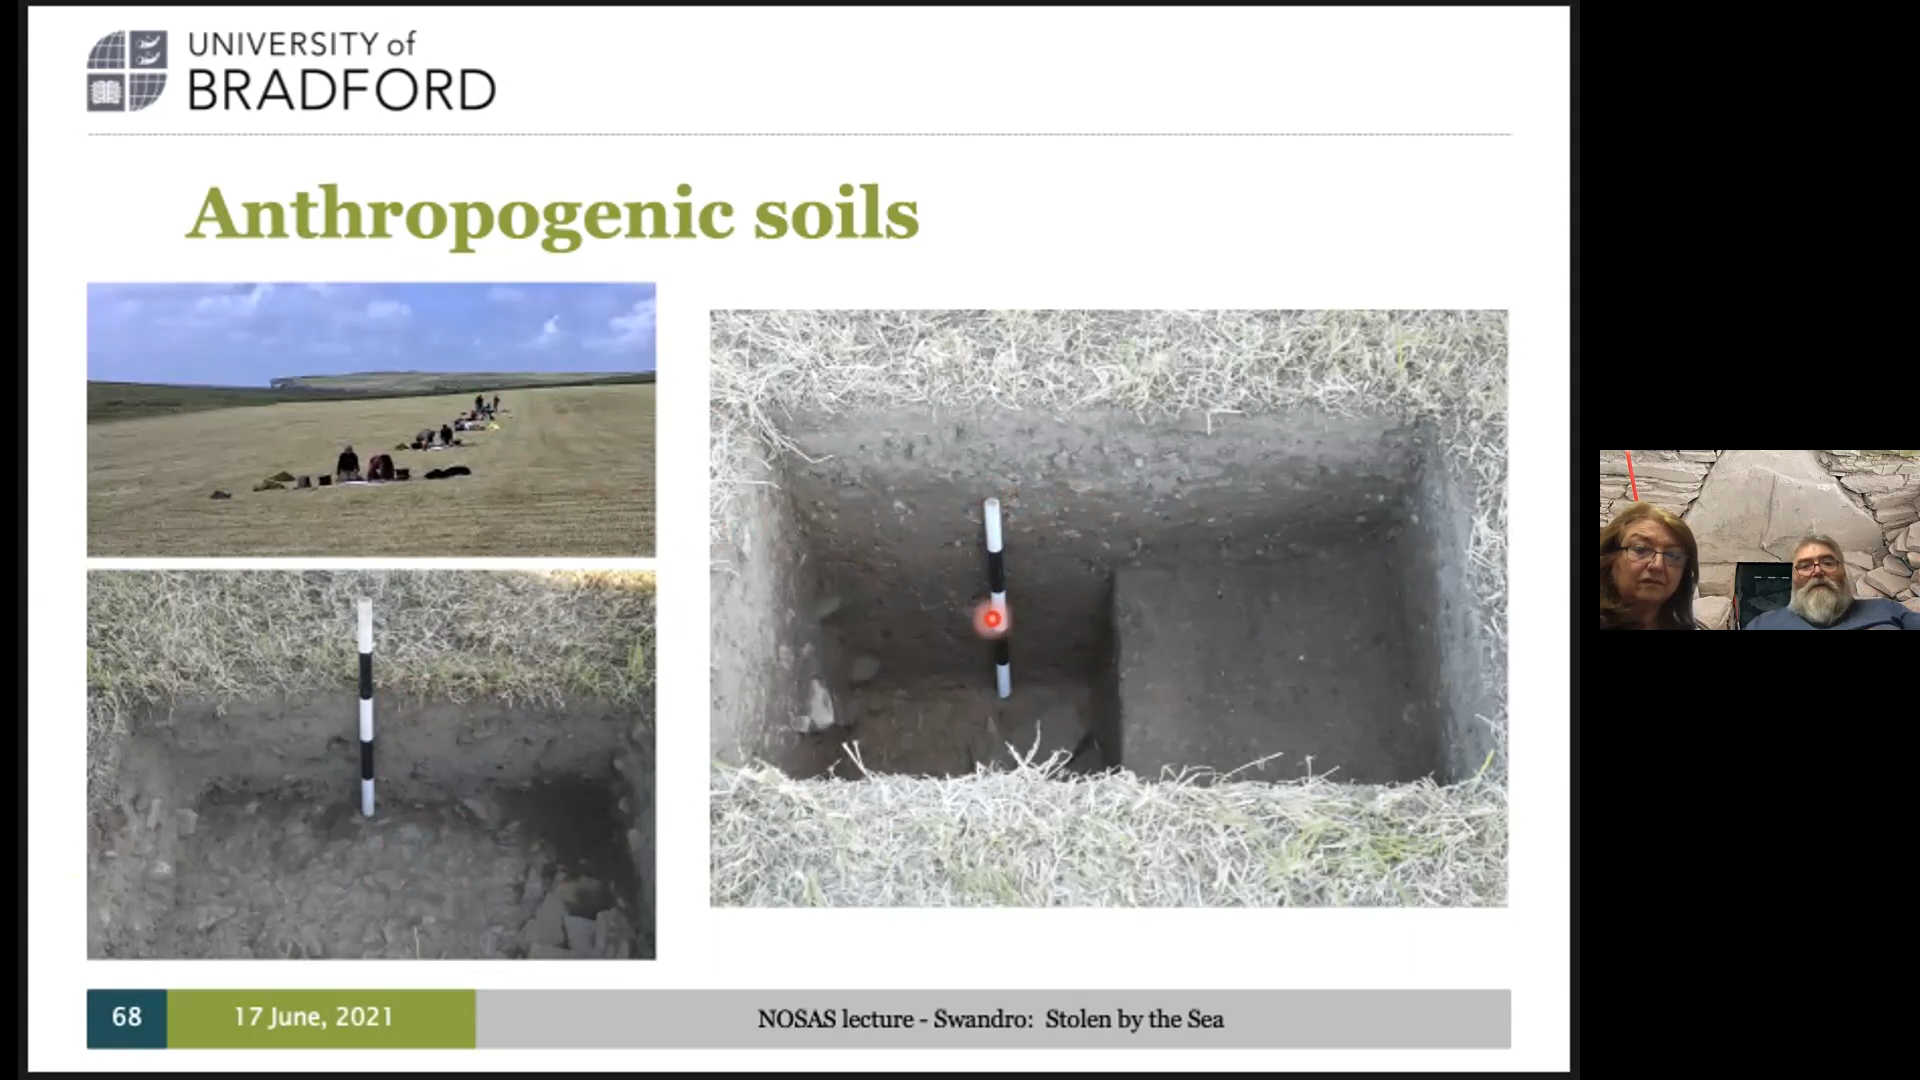 UNIVERSITY of
BRADFORD
Anthropogenic soils
68
17 June, 2021
NOSAS lecture - Swandro: Stolen by the Sea